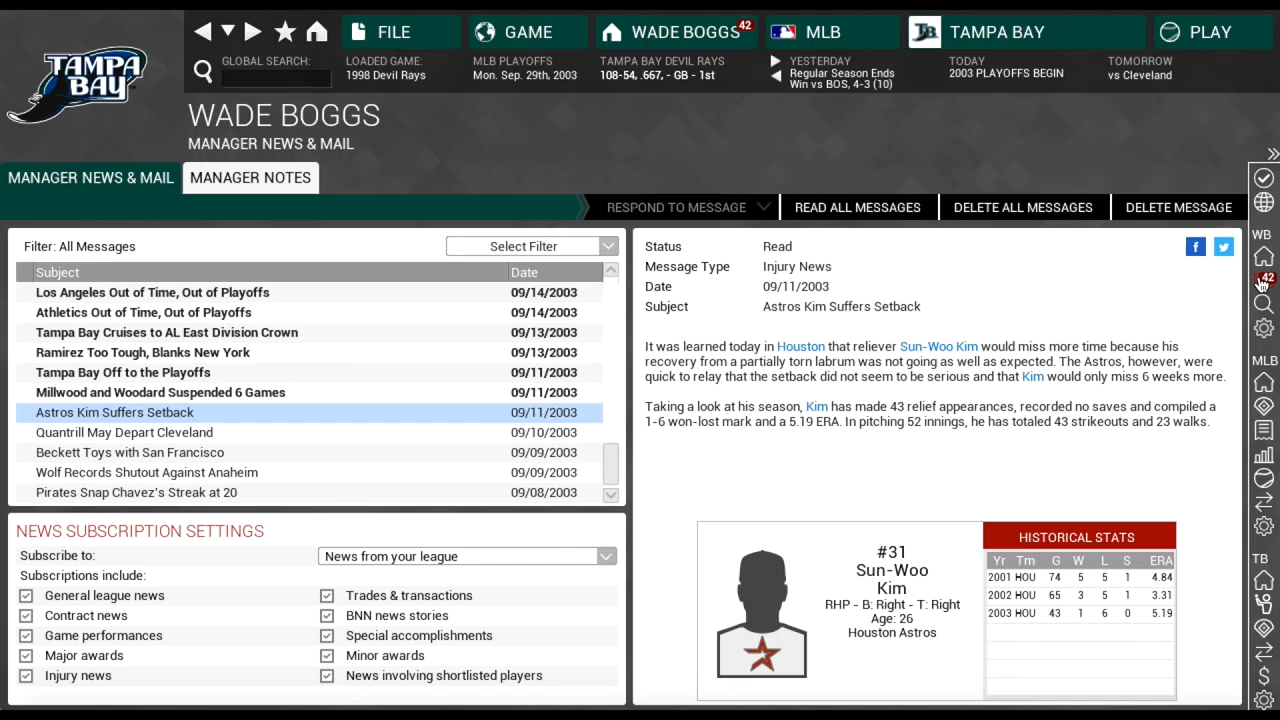 TAMPA BAY
FILE
GAME
WADE BOGGS 42
MLB
TB
TAMPA BAY
PLAY
GLOBAL SEARCH:
LOADED GAME:
1998 Devil Rays
MLB PLAYOFFS
Mon. Sep. 29th, 2003
TAMPA BAY DEVIL RAYS
108-54, .667, - GB - 1st
YESTERDAY
Regular Season Ends
Win vs BOS, 4-3 (10)
TODAY
2003 PLAYOFFS BEGIN
TOMORROW
vs Cleveland
WADE BOGGS
MANAGER NEWS & MAIL
MANAGER NEWS & MAIL
MANAGER NOTES
RESPOND TO MESSAGE
READ ALL MESSAGES
DELETE ALL MESSAGES
DELETE MESSAGE
Filter: All Messages
Select Filter
Subject Date
Los Angeles Out of Time, Out of Playoffs 09/14/2003
Athletics Out of Time, Out of Playoffs 09/14/2003
Tampa Bay Cruises to AL East Division Crown 09/13/2003
Ramirez Too Tough, Blanks New York 09/13/2003
Tampa Bay Off to the Playoffs 09/11/2003
Millwood and Woodard Suspended 6 Games 09/11/2003
Astros Kim Suffers Setback 09/11/2003
Quantrill May Depart Cleveland 09/10/2003
Beckett Toys with San Francisco 09/09/2003
Wolf Records Shutout Against Anaheim 09/09/2003
Pirates Snap Chavez's Streak at 20 09/08/2003
NEWS SUBSCRIPTION SETTINGS
Subscribe to: News from your league
Subscriptions include:
General league news Trades & transactions
Contract news BNN news stories
Game performances Special accomplishments
Major awards Minor awards
Injury news News involving shortlisted players
Status Read
Message Type Injury News
Date 09/11/2003
Subject Astros Kim Suffers Setback
It was learned today in Houston that reliever Sun-Woo Kim would miss more time because his
recovery from a partially torn labrum was not going as well as expected. The Astros, however, were
quick to relay that the setback did not seem to be serious and that Kim would only miss 6 weeks more.
Taking a look at his season, Kim has made 43 relief appearances, recorded no saves and compiled a
1-6 won-lost mark and a 5.19 ERA. In pitching 52 innings, he has totaled 43 strikeouts and 23 walks.
#31
Sun-Woo
Kim
RHP - B: Right - T: Right
Age: 26
Houston Astros
HISTORICAL STATS
Yr Tm G W L S ERA
2001 HOU 74 5 5 1 4.84
2002 HOU 65 3 5 1 3.31
2003 HOU 43 1 6 0 5.19
WB
42
MLB
TB